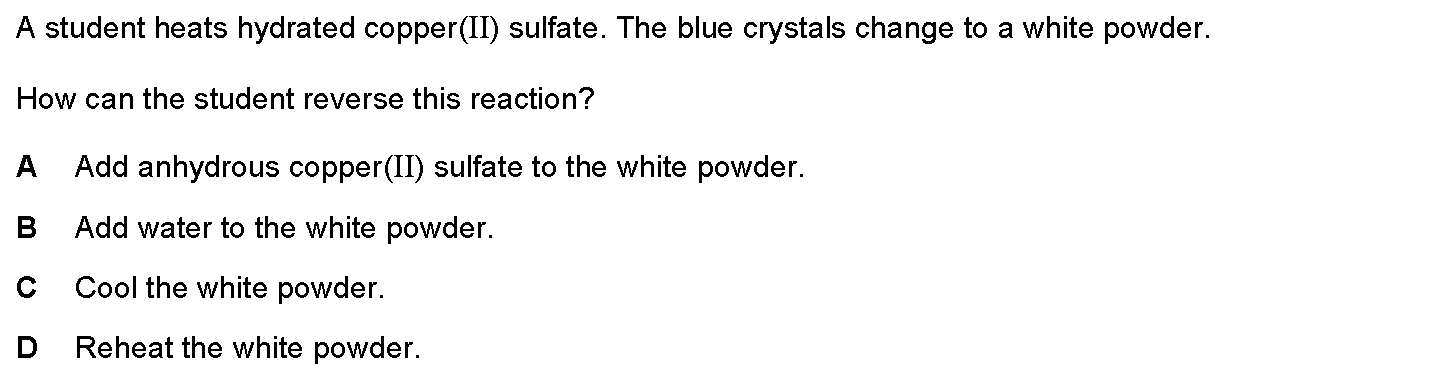 A student heats hydrated copper(II) sulfate. The blue crystals change to a white powder.
How can the student reverse this reaction?
A Add anhydrous copper(II) sulfate to the white powder.
B Add water to the white powder.
C Cool the white powder.
D Reheat the white powder.